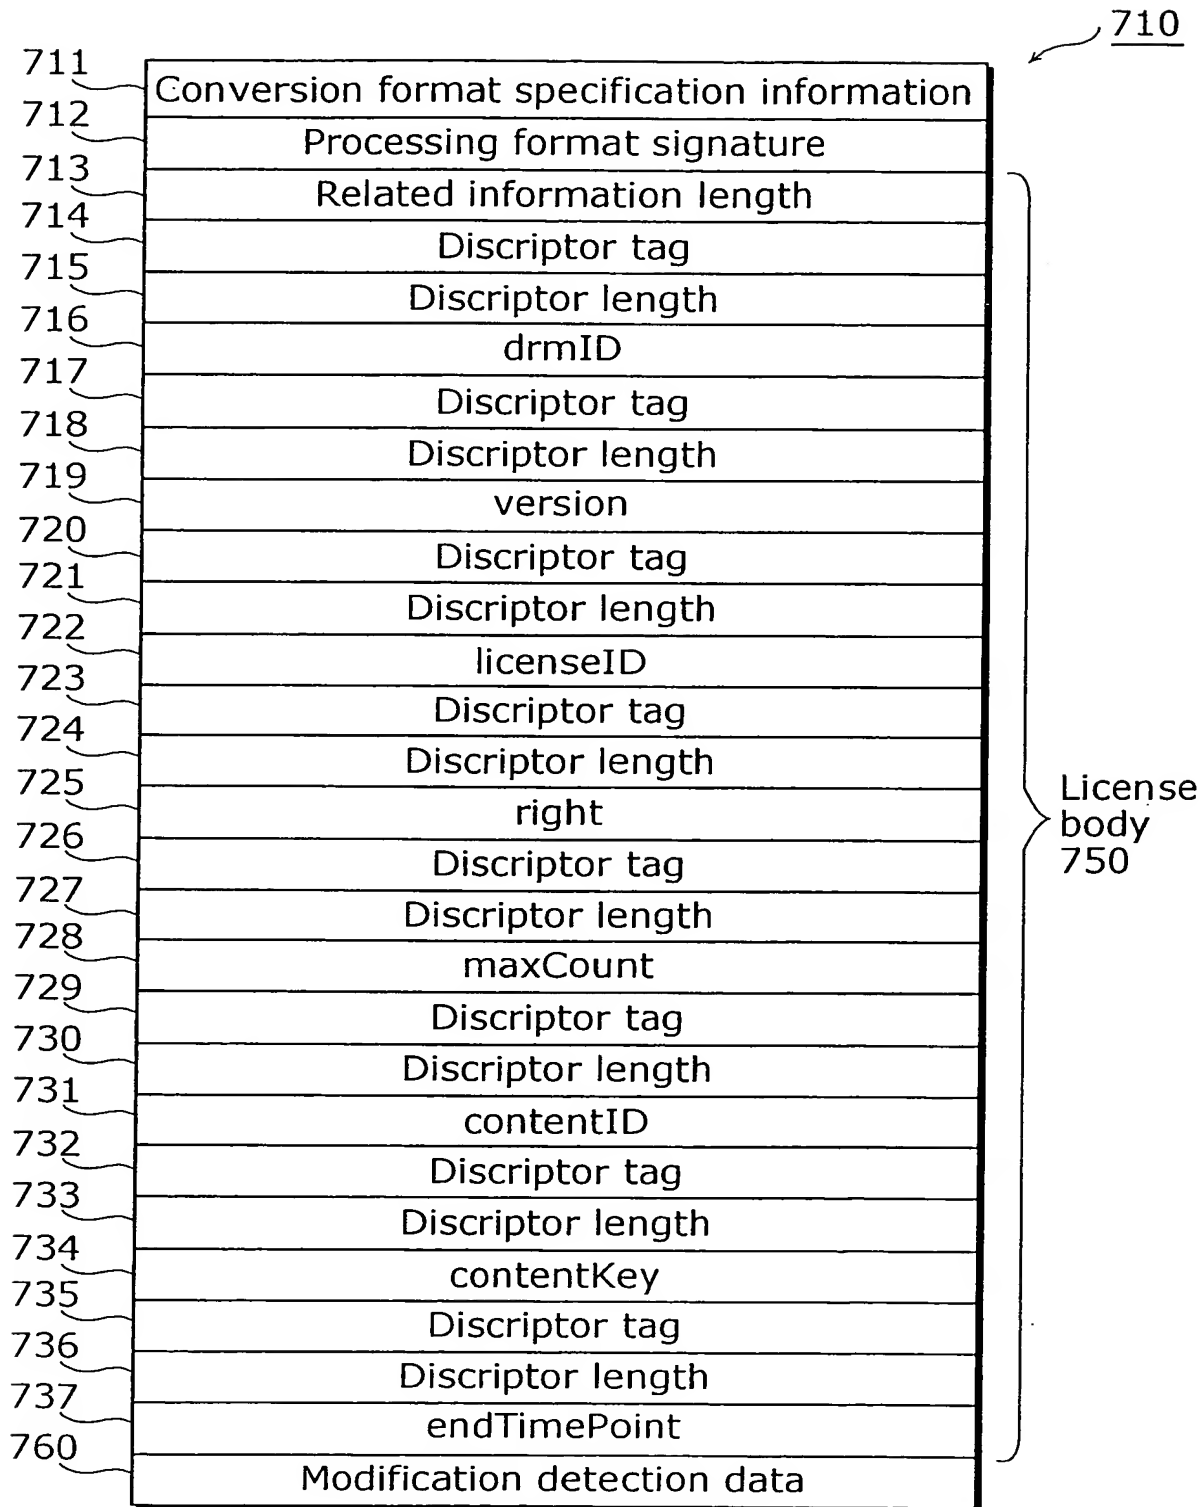 710
711 Conversion format specification information
712 Processing format signature
713 Related information length
714 Discriptor tag
715 Discriptor length
716 drmID
717 Discriptor tag
718 Discriptor length
719 version
720 Discriptor tag
721 Discriptor length
722 licenseID
723 Discriptor tag
724 Discriptor length
725 right
726 Discriptor tag
727 Discriptor length
728 maxCount
729 Discriptor tag
730 Discriptor length
731 contentID
732 Discriptor tag
733 Discriptor length
734 contentKey
735 Discriptor tag
736 Discriptor length
737 endTimePoint
760 Modification detection data
License
body
750